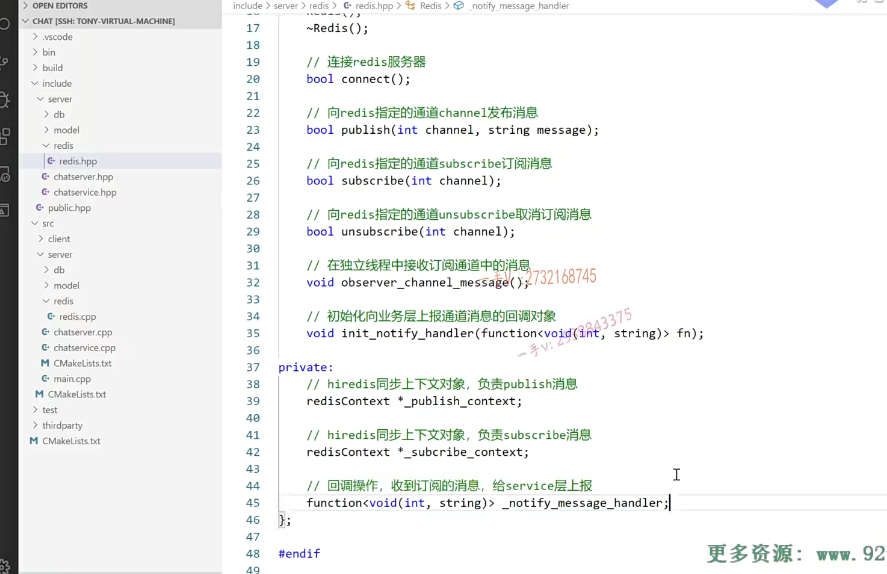 OPEN EDITORS
CHAT [SSH: TONY-VIRTUAL-MACHINE]
.vscode
bin
build
include
server
db
model
redis
redis.hpp
chatserver.hpp
chatservice.hpp
public.hpp
src
client
server
db
model
redis
redis.cpp
chatserver.cpp
chatservice.cpp
CMakeLists.txt
main.cpp
CMakeLists.txt
test
thirdparty
CMakeLists.txt
include > server > redis > redis.hpp > Redis > _notify_message_handler
17 ~Redis();
18
19 // 连接redis服务器
20 bool connect();
21
22 // 向redis指定的通道channel发布消息
23 bool publish(int channel, string message);
24
25 // 向redis指定的通道subscribe订阅消息
26 bool subscribe(int channel);
27
28 // 向redis指定的通道unsubscribe取消订阅消息
29 bool unsubscribe(int channel);
30
31 // 在独立线程中接收订阅通道中的消息
32 void observer_channel_message();
33
34 // 初始化向业务层上报通道消息的回调对象
35 void init_notify_handler(function<void(int, string)> fn);
36
37 private:
38 // hiredis同步上下文对象，负责publish消息
39 redisContext *_publish_context;
40
41 // hiredis同步上下文对象，负责subscribe消息
42 redisContext *_subcribe_context;
43
44 // 回调操作，收到订阅的消息，给service层上报
45 function<void(int, string)> _notify_message_handler;
46 };
47
48 #endif
49
一手V:2732168745
更多资源: www.92